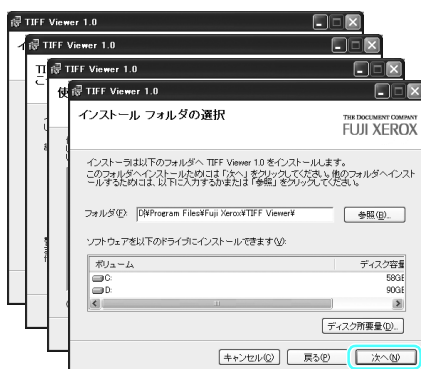 TIFF Viewer 1.0
TIFF Viewer 1.0
TIFF Viewer 1.0
TIFF Viewer 1.0
インストール フォルダの選択
THE DOCUMENT COMPANY
FUJI XEROX
インストーラは以下のフォルダへ TIFF Viewer 1.0 をインストールします。
このフォルダへインストールするためには「次へ」をクリックしてください。他のフォルダへインスト
ールするためには、以下に入力するかまたは「参照」をクリックしてください。
フォルダ(F):
D:¥Program Files¥Fuji Xerox¥TIFF Viewer¥
参照(R)...
ソフトウェアを以下のドライブにインストールできます(V):
ボリューム
ディスク容量
C:
58GB
D:
90GB
ディスク所要量(D)...
キャンセル(C)
戻る(P)
次へ(N)